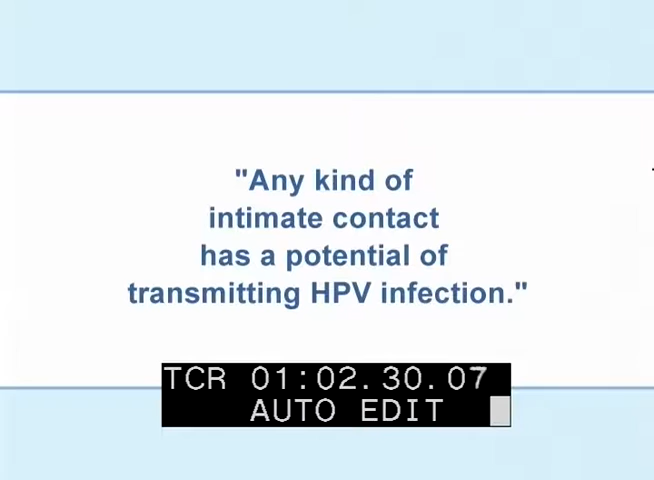 "Any kind of
intimate contact
has a potential of
transmitting HPV infection."
TCR 01:02.30.07
AUTO EDIT